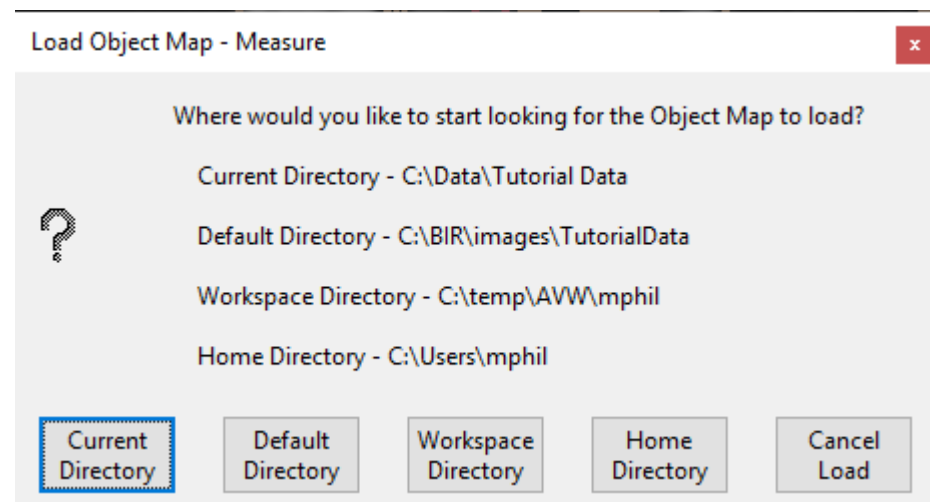 Load Object Map - Measure
x
Where would you like to start looking for the Object Map to load?
Current Directory - C:\Data\Tutorial Data
Default Directory - C:\BIR\images\TutorialData
?
Workspace Directory - C:\temp\AVW\mphil
Home Directory - C:\Users\mphil
Current
Directory
Default
Directory
Workspace
Directory
Home
Directory
Cancel
Load